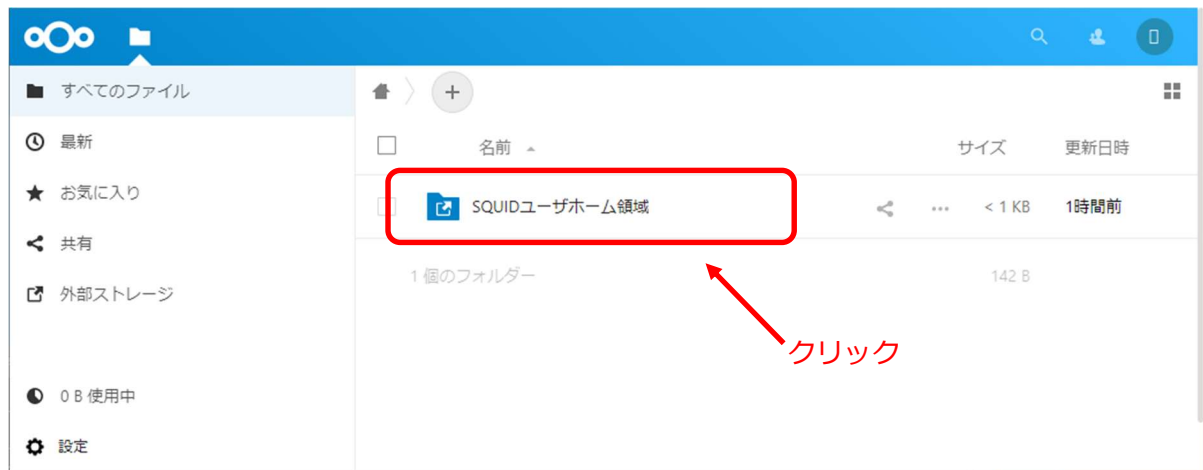 すべてのファイル
最新
お気に入り
共有
外部ストレージ
0 B 使用中
設定
名前 サイズ 更新日時
SQUIDユーザホーム領域 < 1 KB 1時間前
1 個のフォルダー 142 B
クリック